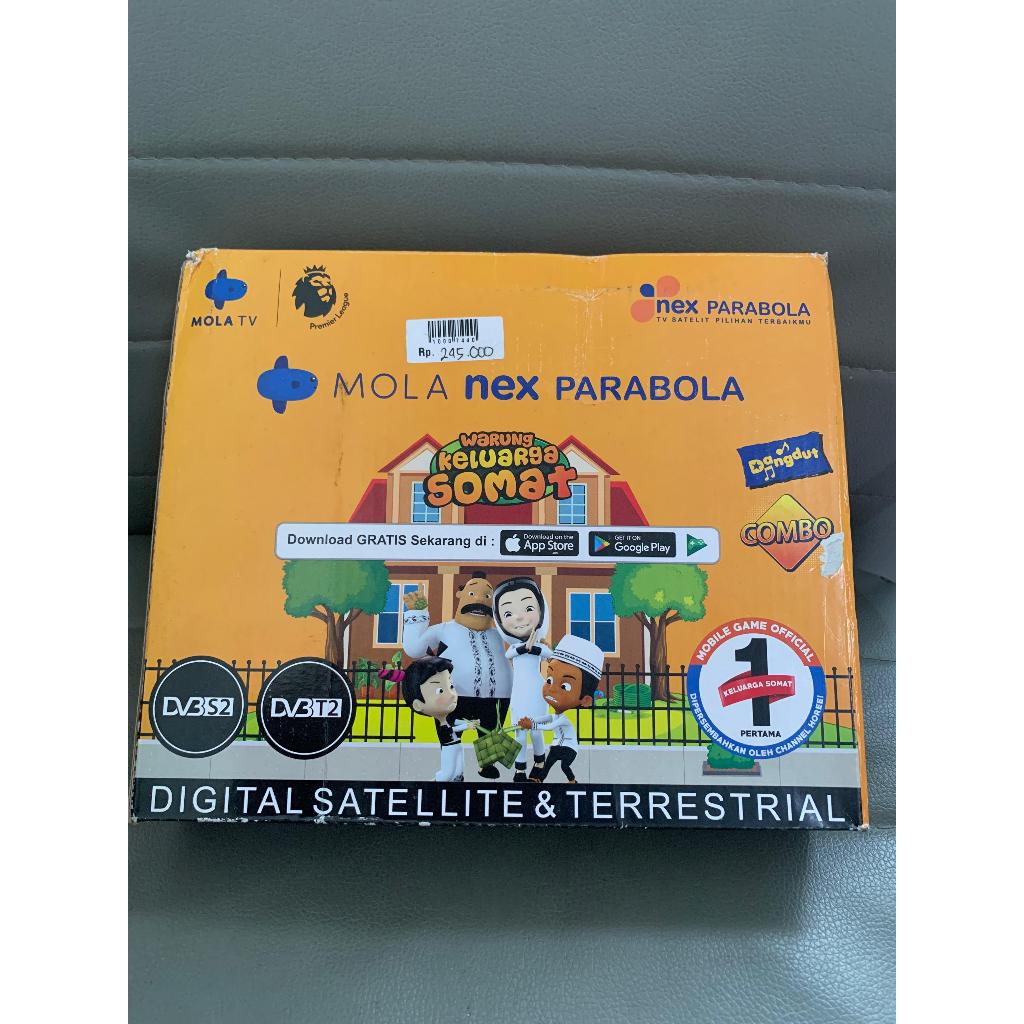 MOLA TV
Premier League
nex PARABOLA
TV SATELIT PILIHAN TERBAIKMU
Rp. 245.000
MOLA nex PARABOLA
WARUNG
KELUARGA
SOMAT
Dangdut
COMBO
Download GRATIS Sekarang di :
Download on the
App Store
GET IT ON
Google Play
MOBILE GAME OFFICIAL
1
KELUARGA SOMAT
PERTAMA
DIPERSEMBAHKAN OLEH CHANNEL HOREE!
DVB S2
DVB T2
DIGITAL SATELLITE & TERRESTRIAL